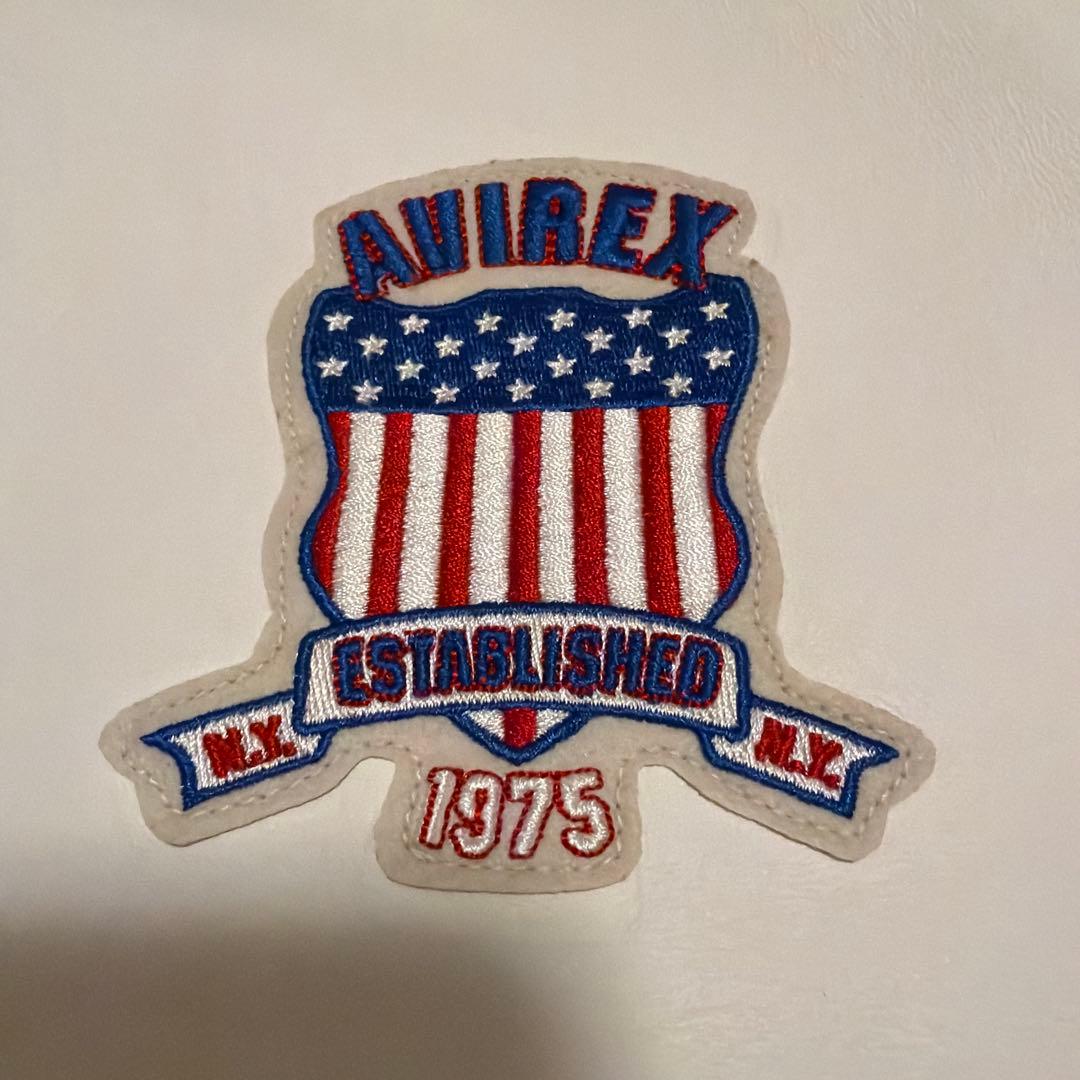 AVIREX
ESTABLISHED
N.Y. N.Y.
1975